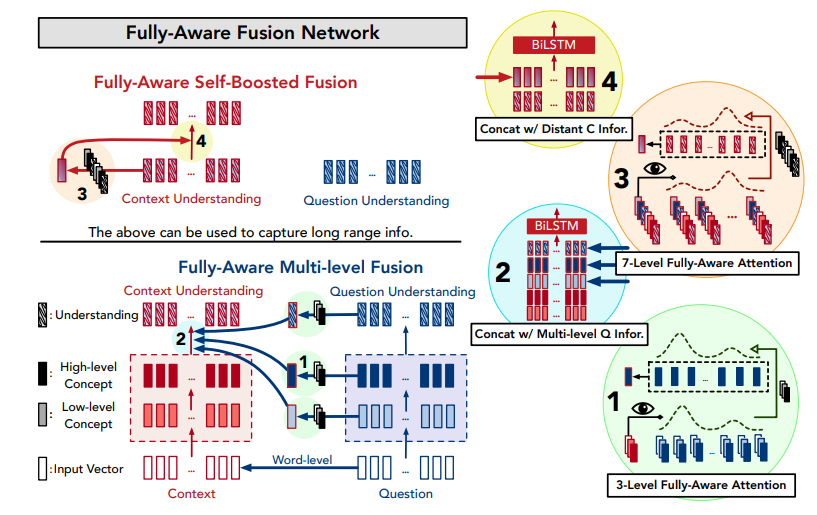 Fully-Aware Fusion Network
Fully-Aware Self-Boosted Fusion
...
4
3
...
Context Understanding
...
Question Understanding
The above can be used to capture long range info.
Fully-Aware Multi-level Fusion
Context Understanding
Question Understanding
: Understanding
...
...
2
1
: High-level
Concept
...
...
: Low-level
Concept
...
...
: Input Vector
...
Word-level
...
Context
Question
BiLSTM
...
4
...
Concat w/ Distant C Infor.
3
...
...
7-Level Fully-Aware Attention
BiLSTM
2
...
...
...
...
...
Concat w/ Multi-level Q Infor.
1
...
...
3-Level Fully-Aware Attention